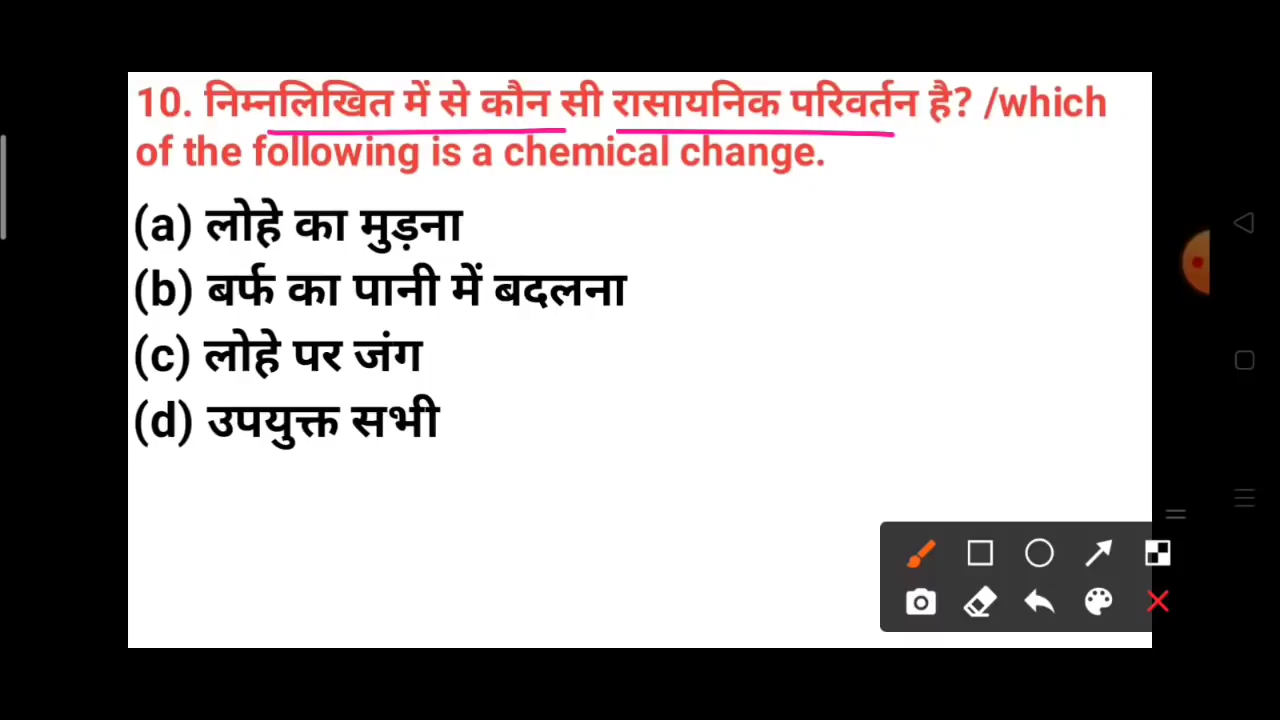 10. निम्नलिखित में से कौन सी रासायनिक परिवर्तन है? /which
of the following is a chemical change.
(a) लोहे का मुड़ना
(b) बर्फ का पानी में बदलना
(c) लोहे पर जंग
(d) उपयुक्त सभी